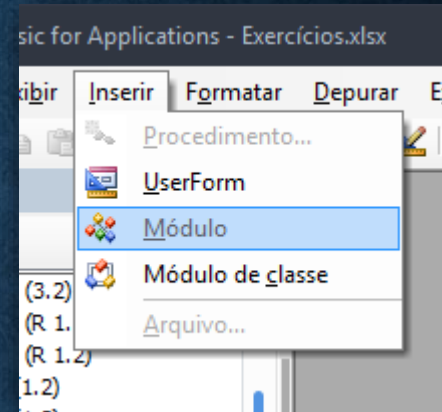 sic for Applications - Exercícios.xlsx
xibir Inserir Formatar Depurar E
Procedimento...
UserForm
Módulo
Módulo de classe
Arquivo...
(3.2)
(R 1.
(R 1.2)
1.2)